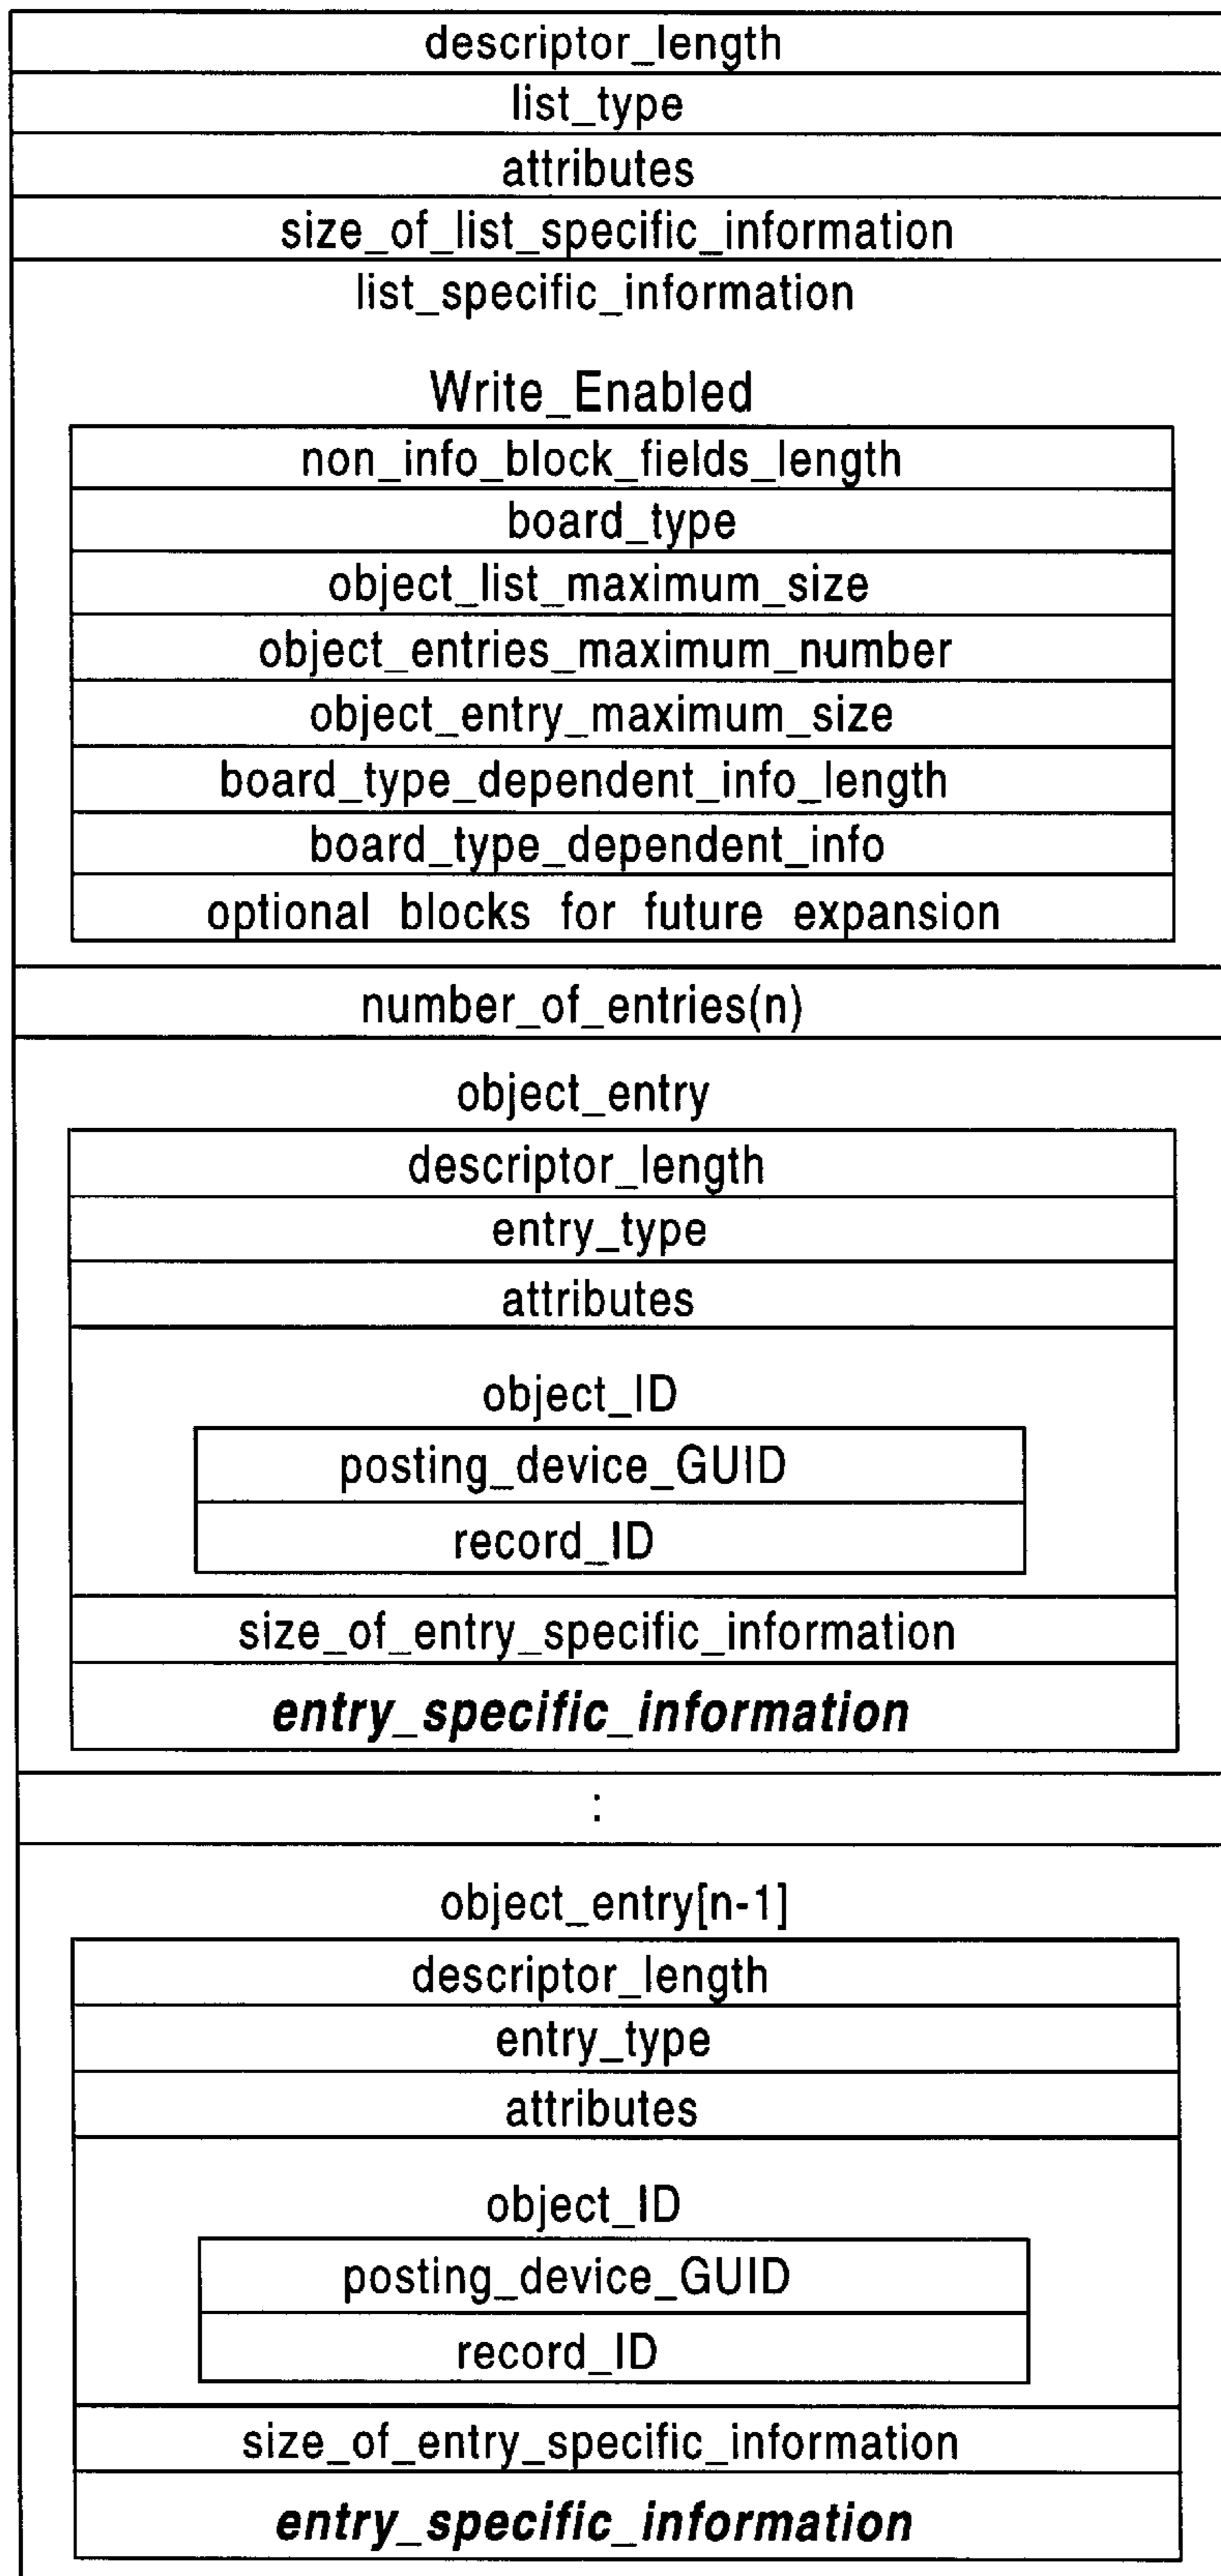 descriptor_length
list_type
attributes
size_of_list_specific_information
list_specific_information
Write_Enabled
non_info_block_fields_length
board_type
object_list_maximum_size
object_entries_maximum_number
object_entry_maximum_size
board_type_dependent_info_length
board_type_dependent_info
optional blocks for future expansion
number_of_entries(n)
object_entry
descriptor_length
entry_type
attributes
object_ID
posting_device_GUID
record_ID
size_of_entry_specific_information
entry_specific_information
:
object_entry[n-1]
descriptor_length
entry_type
attributes
object_ID
posting_device_GUID
record_ID
size_of_entry_specific_information
entry_specific_information